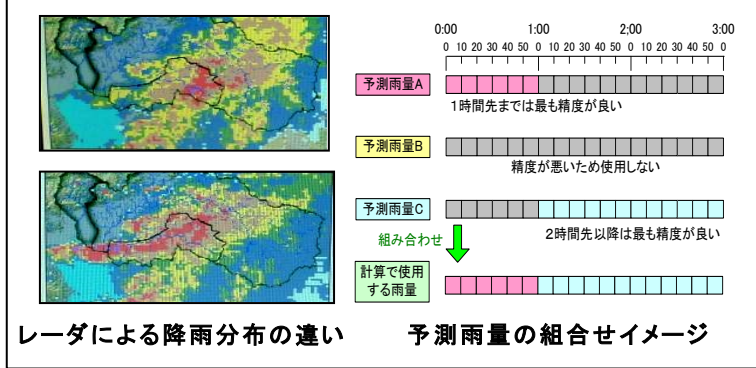 0:00 1:00 2:00 3:00
0 10 20 30 40 50 0 10 20 30 40 50 0 10 20 30 40 50 0
予測雨量A
1時間先までは最も精度が良い
予測雨量B
精度が悪いため使用しない
予測雨量C
2時間先以降は最も精度が良い
組み合わせ
計算で使用
する雨量
レーダによる降雨分布の違い
予測雨量の組合せイメージ